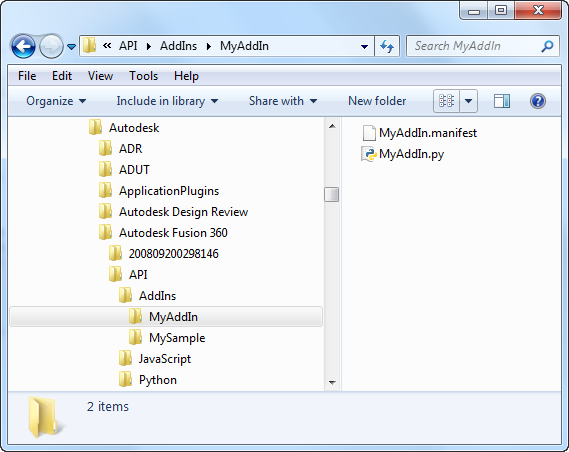 « API ▸ AddIns ▸ MyAddIn
Search MyAddIn
File Edit View Tools Help
Organize Include in library Share with New folder
Autodesk
ADR
ADUT
ApplicationPlugins
Autodesk Design Review
Autodesk Fusion 360
200809200298146
API
AddIns
MyAddIn
MySample
JavaScript
Python
MyAddIn.manifest
MyAddIn.py
2 items